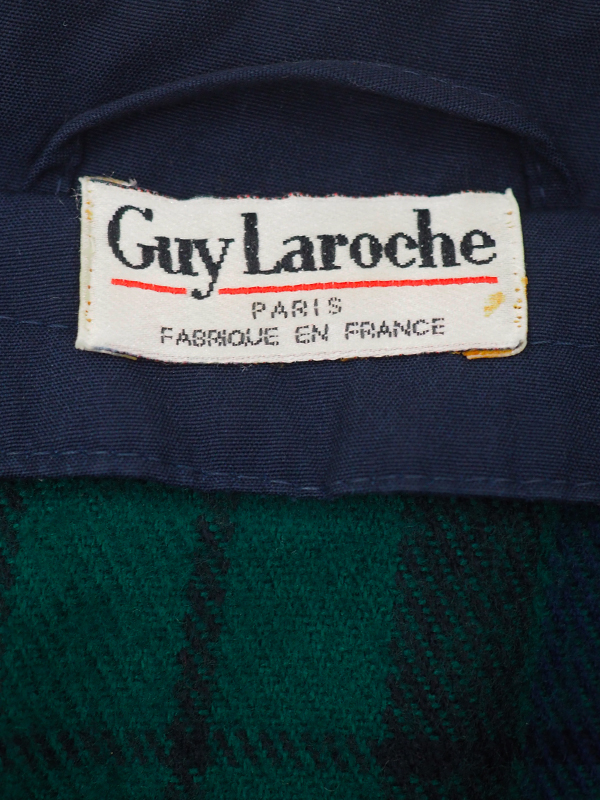 Guy Laroche
PARIS
FABRIQUE EN FRANCE